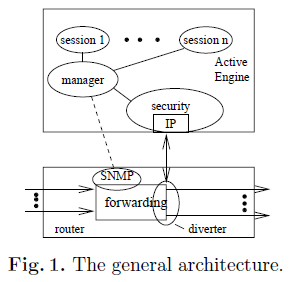 session 1
session n
Active
Engine
manager
security
IP
SNMP
forwarding
router
diverter
Fig. 1. The general architecture.